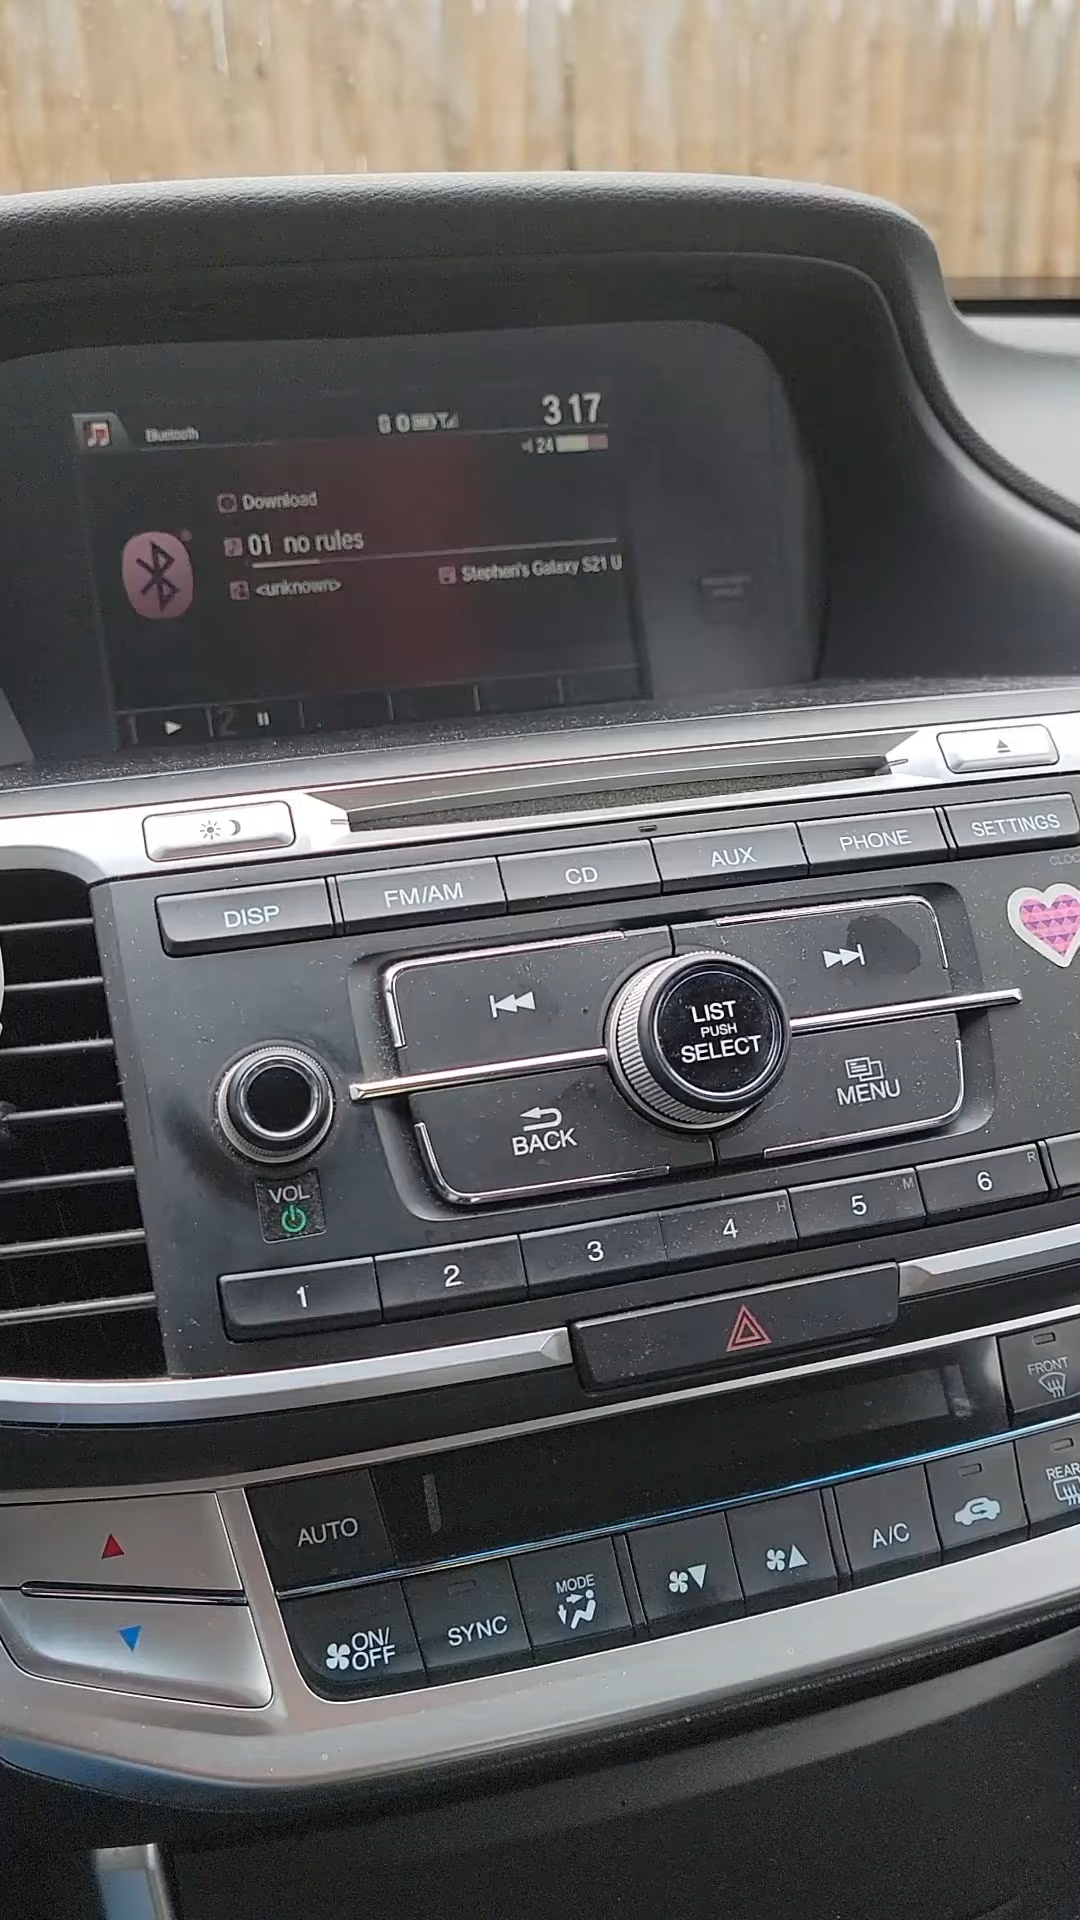 Bluetooth
3 17
24
Download
01 no rules
<unknown>
Stephen's Galaxy S21 U
1
2
DISP
FM/AM
CD
AUX
PHONE
SETTINGS
CLOC
LIST
PUSH
SELECT
BACK
MENU
VOL
1
2
3
4 H
5 M
6 R
FRONT
REAR
AUTO
ON/
OFF
SYNC
MODE
A/C